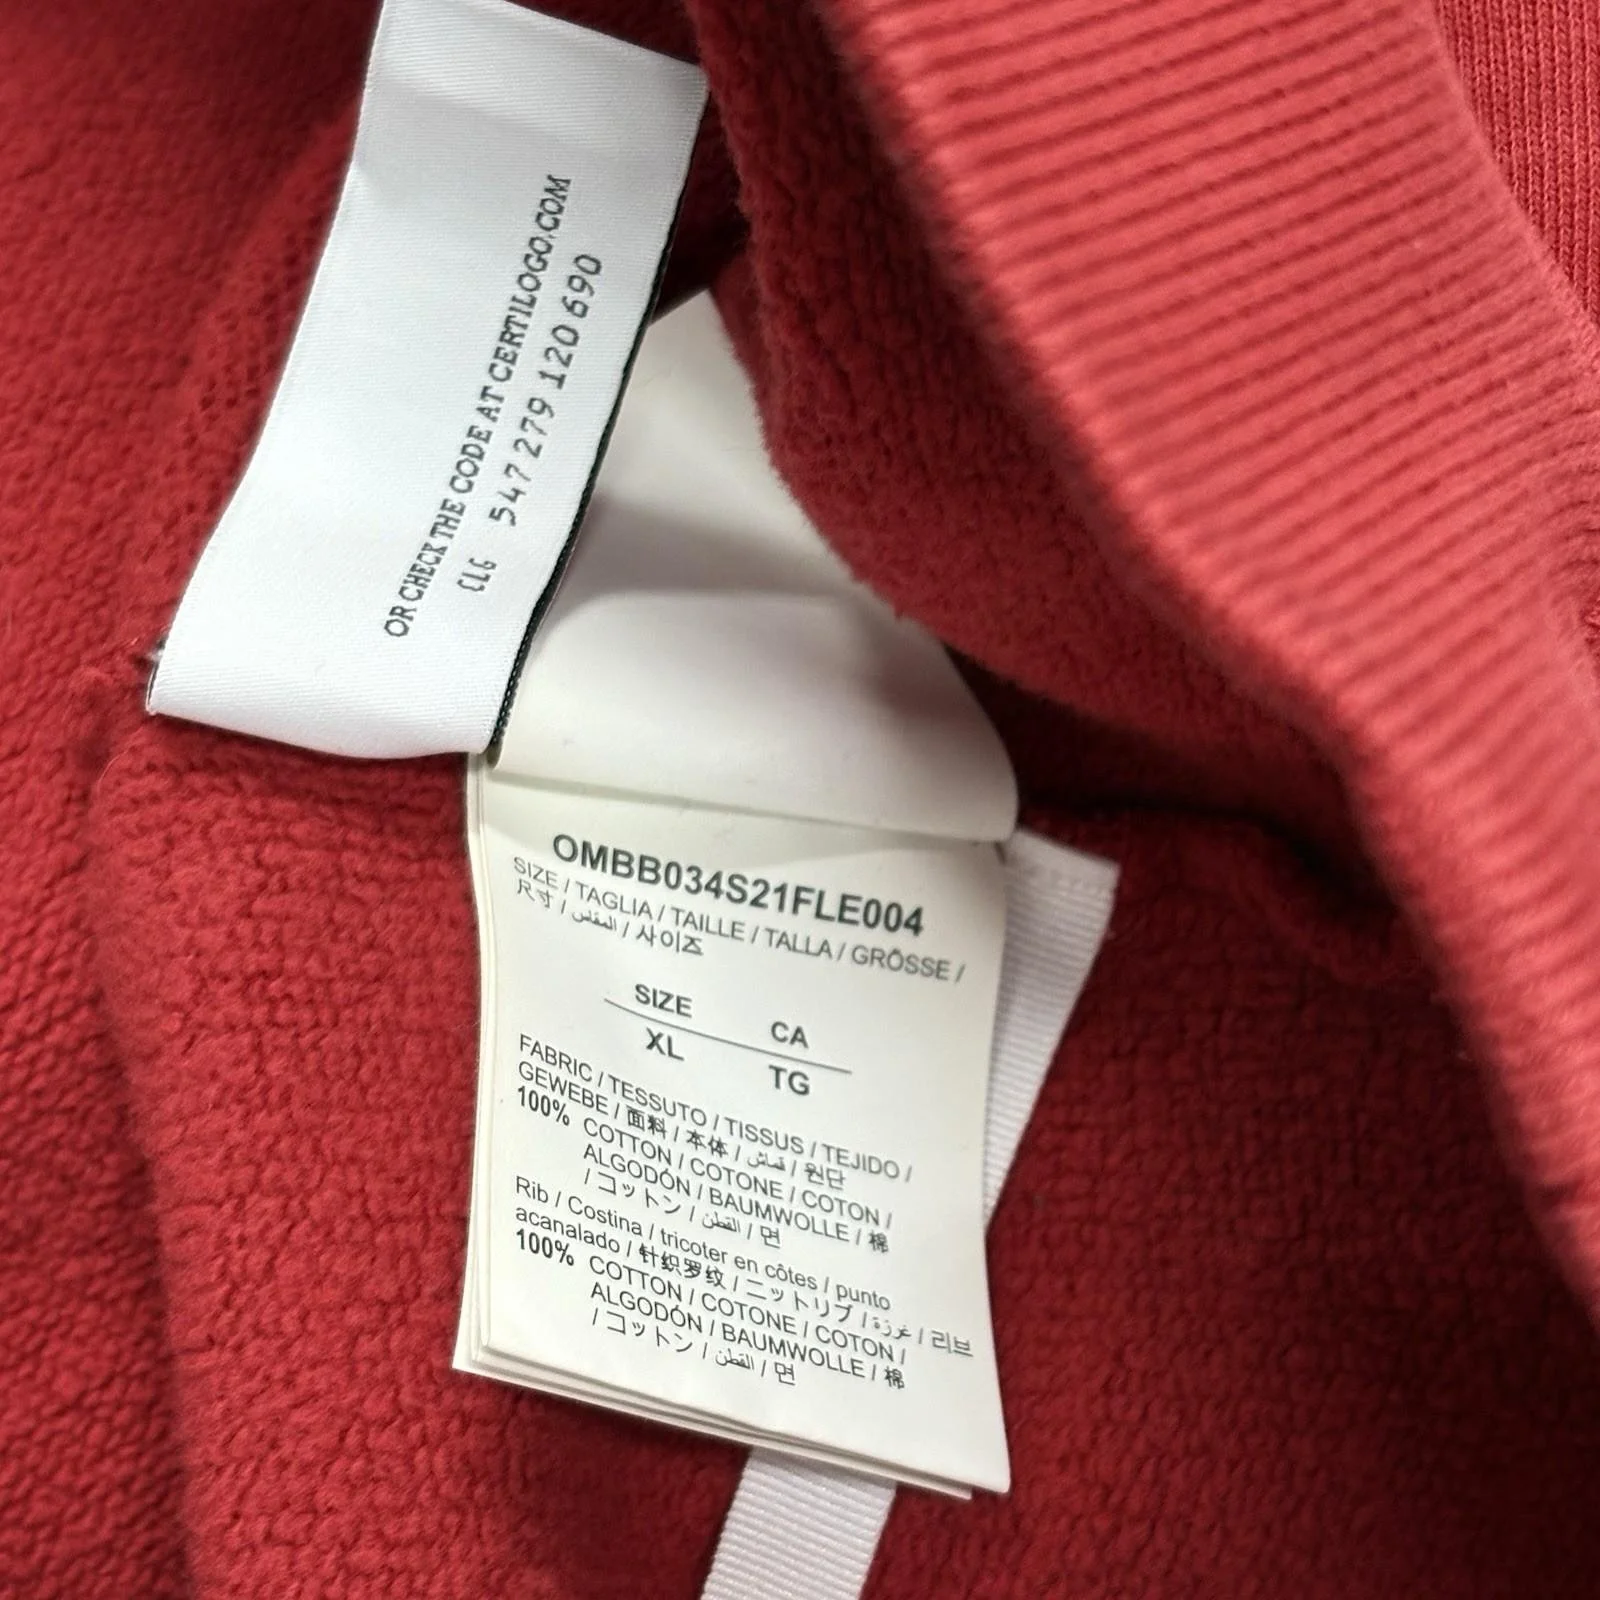 OR CHECK THE CODE AT CERTILOGO.COM
CLG 547 279 120 690
OMBB034S21FLE004
SIZE / TAGLIA / TAILLE / TALLA / GRÖSSE /
尺寸 / المقاس / 사이즈
SIZE CA
XL TG
FABRIC / TESSUTO / TISSUS / TEJIDO /
GEWEBE / 面料 / 本体 / قماش / 원단
100% COTTON / COTONE / COTON /
ALGODÓN / BAUMWOLLE / 棉
/ コットン / القطن / 면
Rib / Costina / tricoter en côtes / punto
acanalado / 针织罗纹 / ニットリブ / غرزة / 리브
100% COTTON / COTONE / COTON /
ALGODÓN / BAUMWOLLE / 棉
/ コットン / القطن / 면